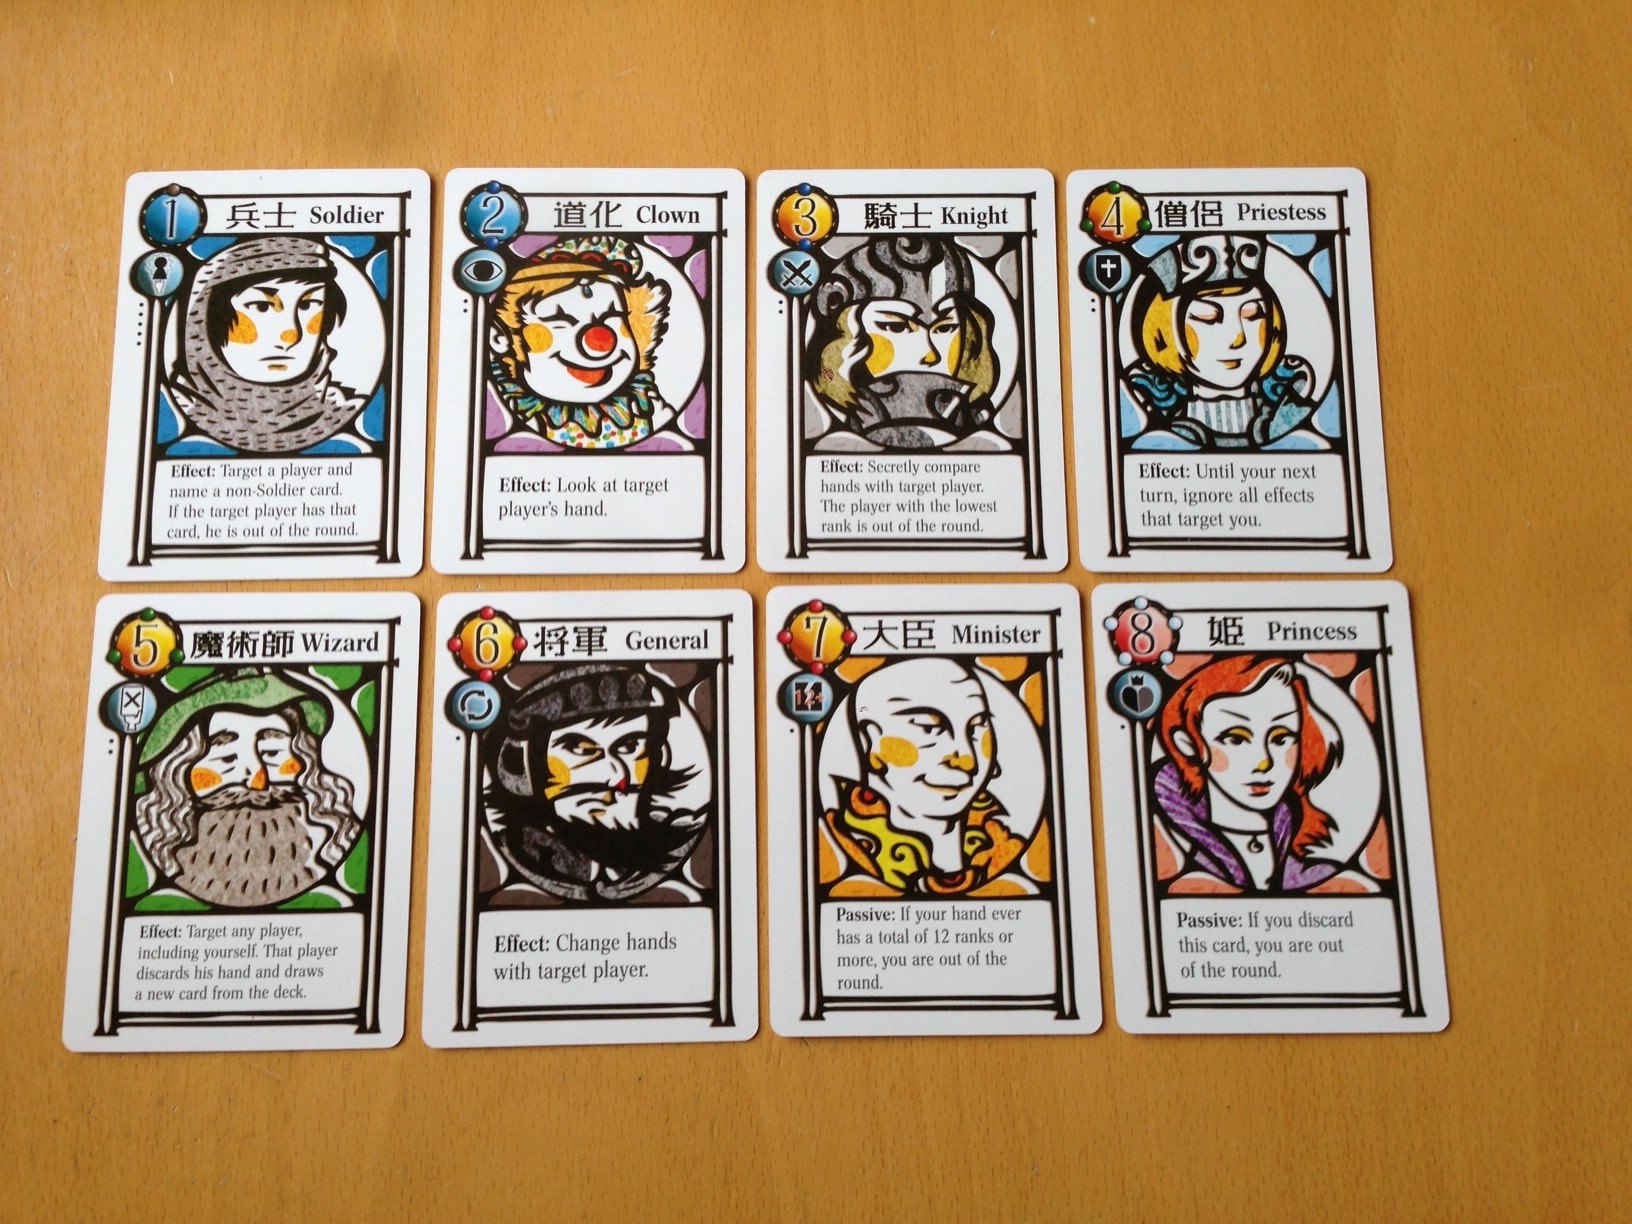 1 兵士 Soldier
Effect: Target a player and
name a non-Soldier card.
If the target player has that
card, he is out of the round.
2 道化 Clown
Effect: Look at target
player's hand.
3 騎士 Knight
Effect: Secretly compare
hands with target player.
The player with the lowest
rank is out of the round.
4 僧侶 Priestess
Effect: Until your next
turn, ignore all effects
that target you.
5 魔術師 Wizard
Effect: Target any player,
including yourself. That player
discards his hand and draws
a new card from the deck.
6 将軍 General
Effect: Change hands
with target player.
7 大臣 Minister
12+
Passive: If your hand ever
has a total of 12 ranks or
more, you are out of the
round.
8 姫 Princess
Passive: If you discard
this card, you are out
of the round.